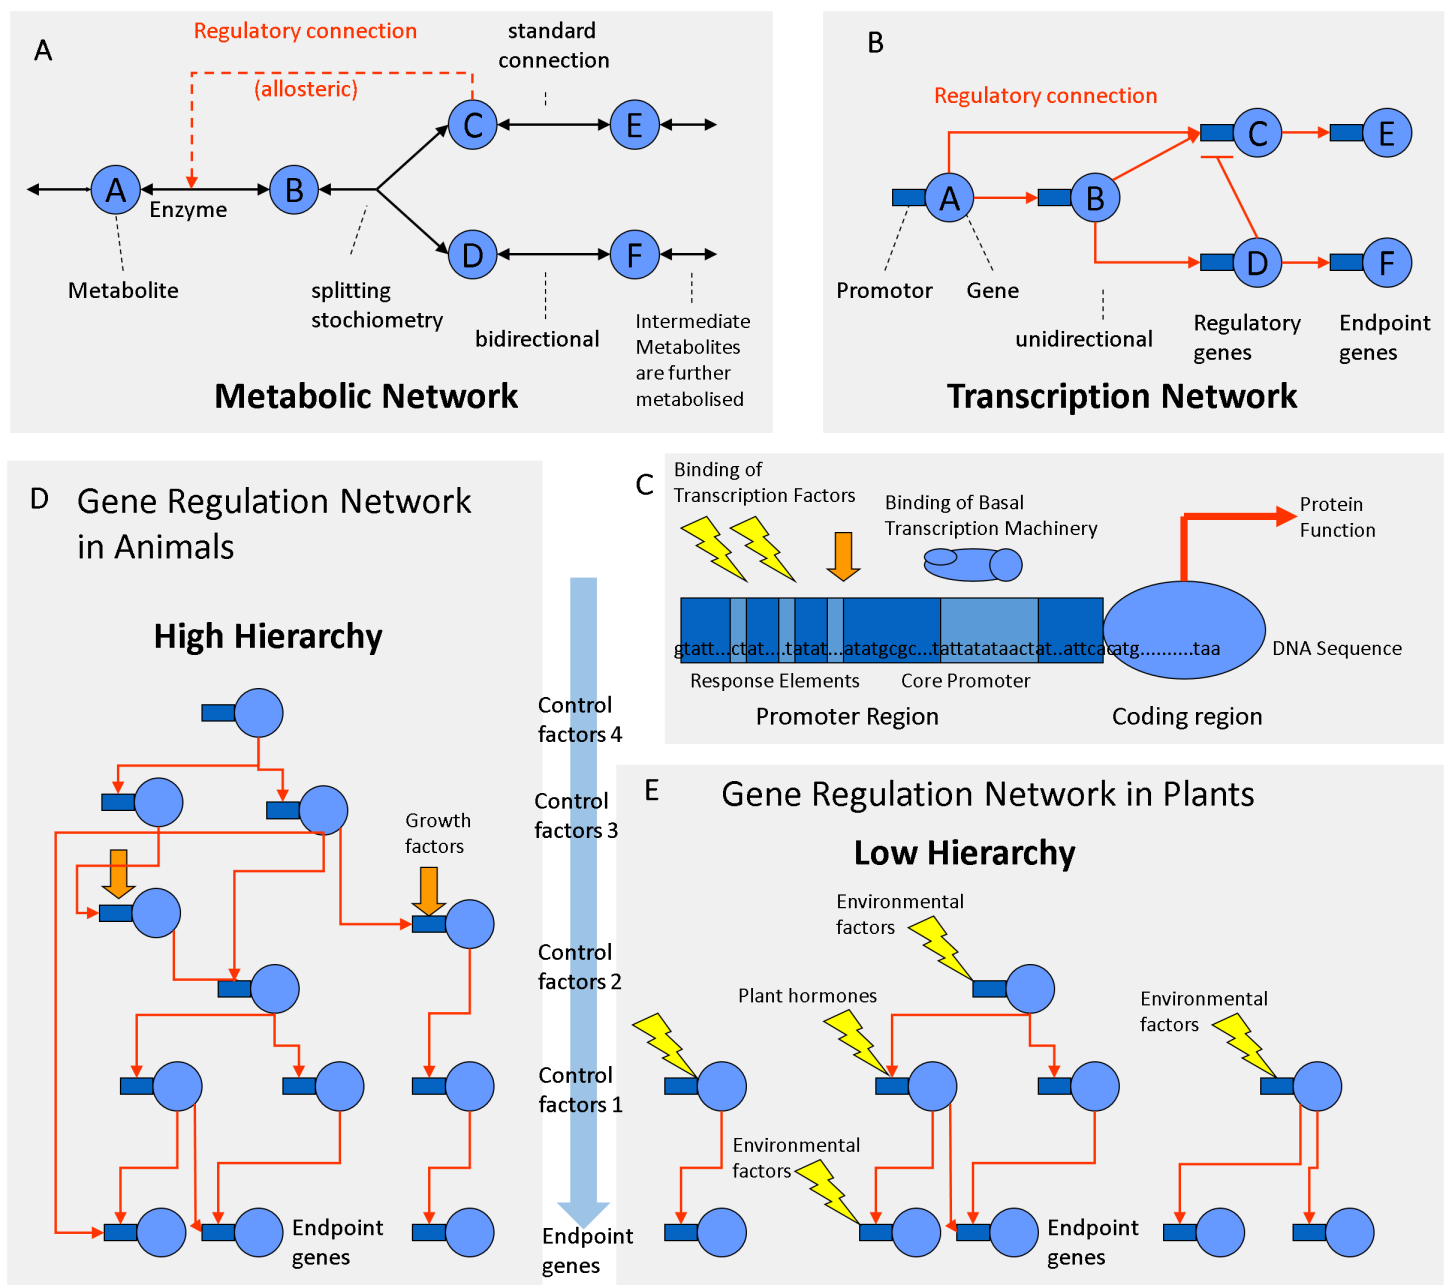 A
Regulatory connection
(allosteric)
standard
connection
C
E
A
B
Enzyme
D
F
Metabolite
splitting
stochiometry
bidirectional
Intermediate
Metabolites
are further
metabolised
Metabolic Network
B
Regulatory connection
C
E
A
B
D
F
Promotor
Gene
unidirectional
Regulatory
genes
Endpoint
genes
Transcription Network
C
Binding of
Transcription Factors
Binding of Basal
Transcription Machinery
Protein
Function
gtatt...ctat....tatat...atatgcgc...tattatataactat..attcacatg..........taa
DNA Sequence
Response Elements
Core Promoter
Promoter Region
Coding region
D
Gene Regulation Network
in Animals
High Hierarchy
Growth
factors
Endpoint
genes
Control
factors 4
Control
factors 3
Control
factors 2
Control
factors 1
Endpoint
genes
E
Gene Regulation Network in Plants
Low Hierarchy
Environmental
factors
Plant hormones
Environmental
factors
Environmental
factors
Endpoint
genes